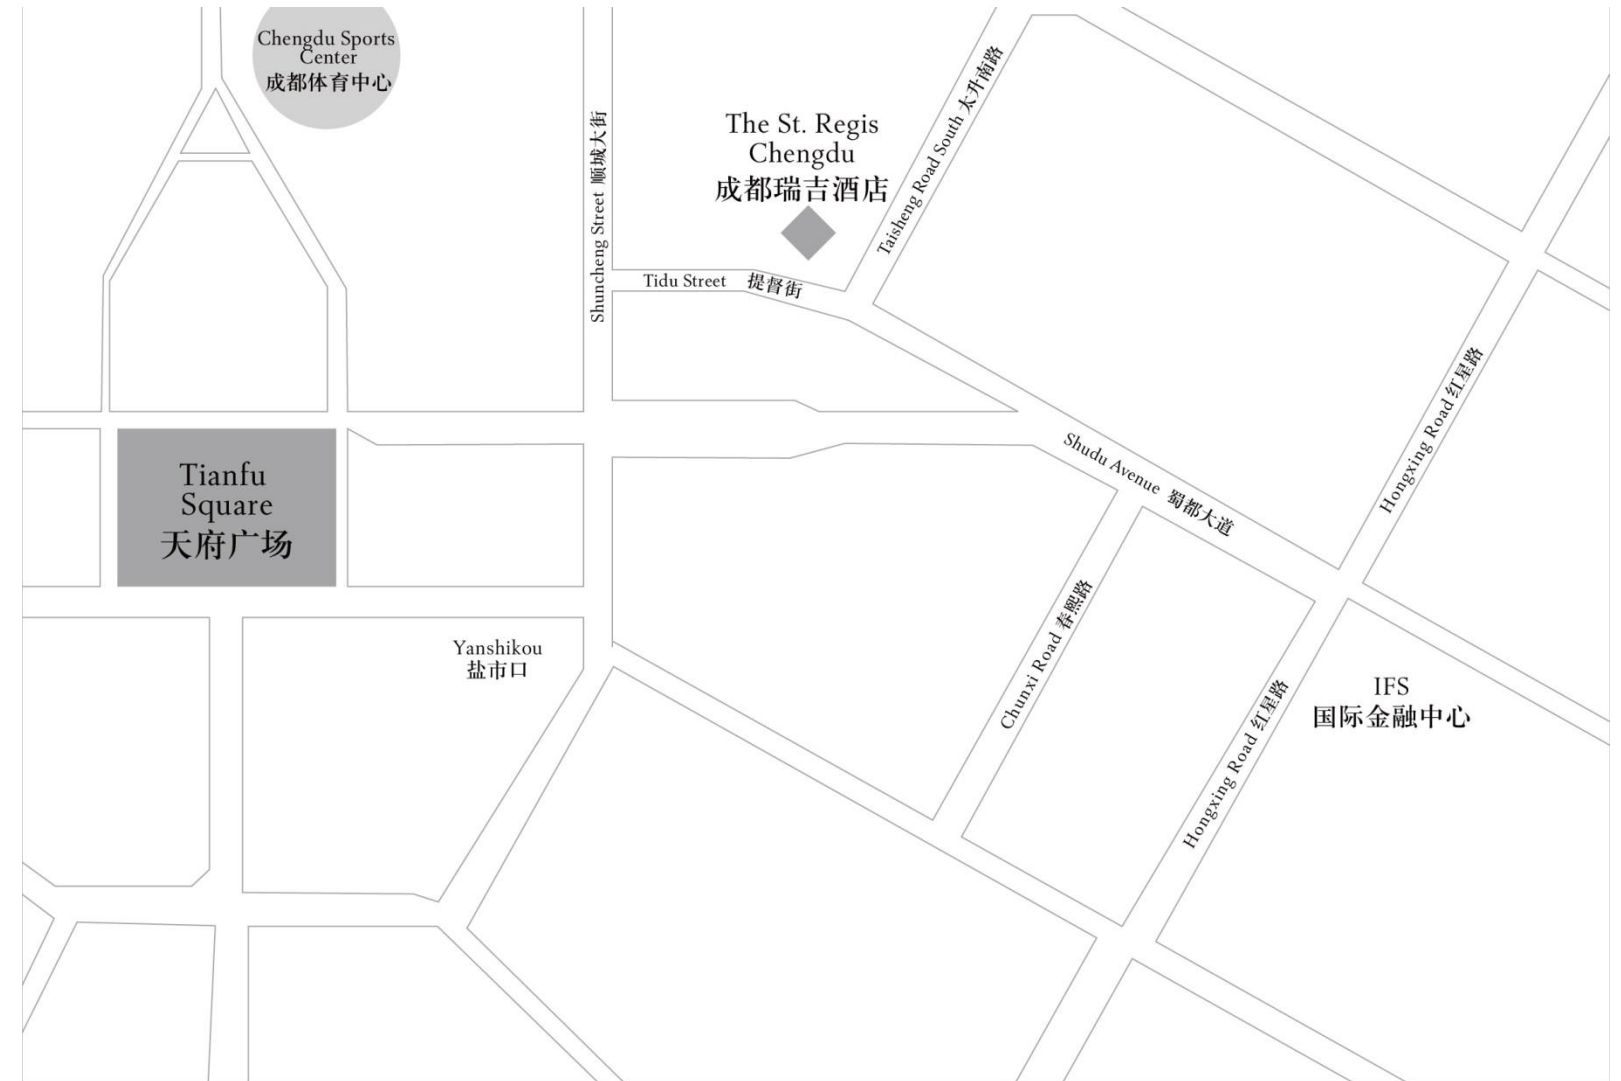 Chengdu Sports
Center
成都体育中心
The St. Regis
Chengdu
成都瑞吉酒店
Taisheng Road South 太升南路
Shuncheng Street 顺城大街
Tidu Street 提督街
Hongxing Road 红星路
Tianfu
Square
天府广场
Shudu Avenue 蜀都大道
Chunxi Road 春熙路
Yanshikou
盐市口
IFS
国际金融中心
Hongxing Road 红星路